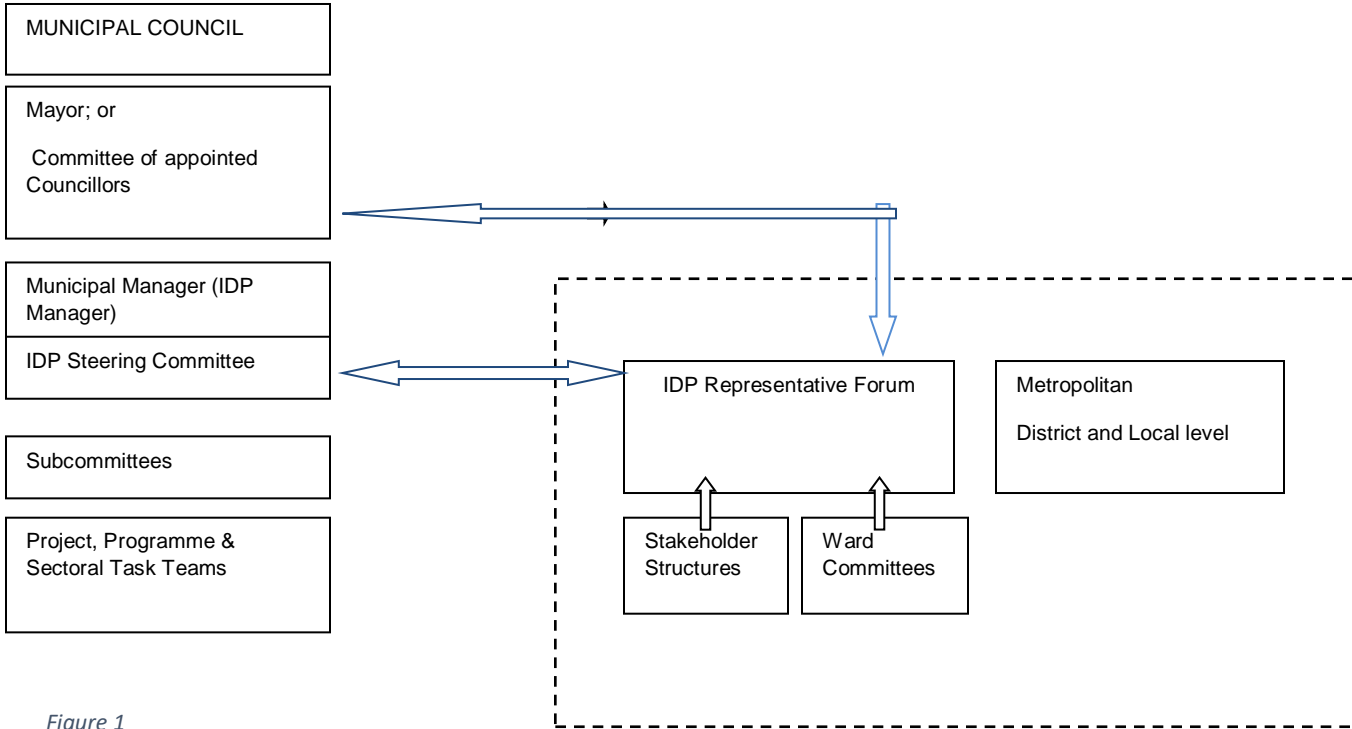 MUNICIPAL COUNCIL
Mayor; or
Committee of appointed
Councillors
Municipal Manager (IDP
Manager)
IDP Steering Committee
Subcommittees
Project, Programme &
Sectoral Task Teams
IDP Representative Forum
Metropolitan
District and Local level
Stakeholder
Structures
Ward
Committees
Figure 1